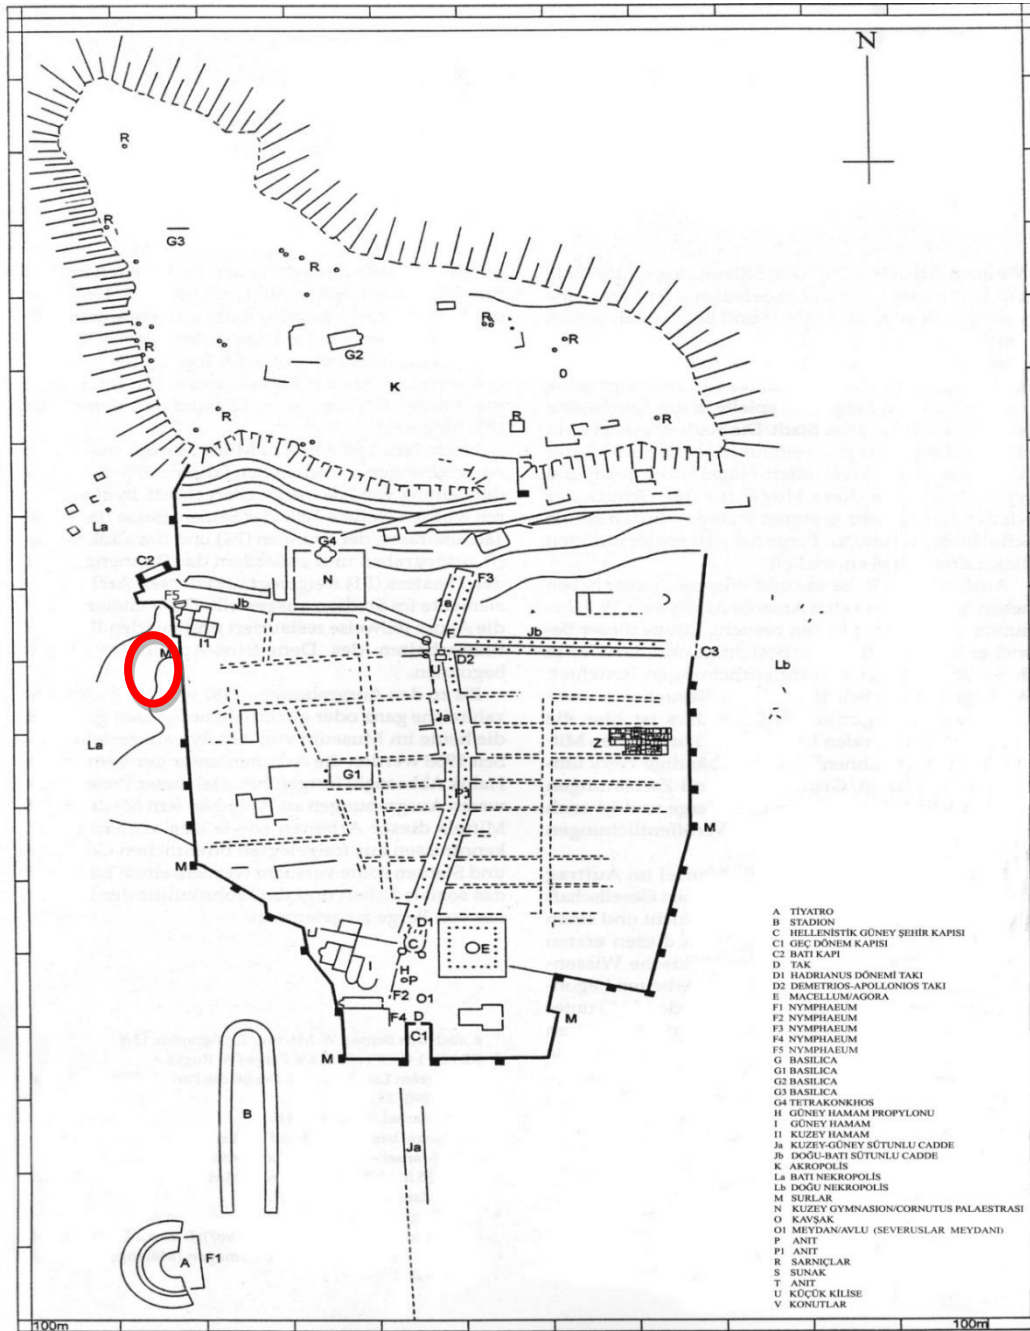 N
R
R
G3
R
R
R
R
G2
O
K
R
R
R
G4
C2
N
F3
F5
Jb
Ja
I1
O
Jb
C3
M
U
D2
Lb
La
Ja
Z
G1
P1
M
M
D1
U
C
E
I
H
P
F2
O1
F4
D
M
C1
M
B
Ja
A
F1
A TİYATRO
B STADION
C HELLENİSTİK GÜNEY ŞEHİR KAPISI
C1 GEÇ DÖNEM KAPISI
C2 BATI KAPI
D TAK
D1 HADRIANUS DÖNEMİ TAKI
D2 DEMETRIOS-APOLLONIOS TAKI
E MACELLUM/AGORA
F1 NYMPHAEUM
F2 NYMPHAEUM
F3 NYMPHAEUM
F4 NYMPHAEUM
F5 NYMPHAEUM
G BASILICA
G1 BASILICA
G2 BASILICA
G3 BASILICA
G4 TETRAKONKHOS
H GÜNEY HAMAM PROPYLONU
I GÜNEY HAMAM
I1 KUZEY HAMAM
Ja KUZEY-GÜNEY SÜTUNLU CADDE
Jb DOĞU-BATI SÜTUNLU CADDE
K AKROPOLİS
La BATI NEKROPOLİS
Lb DOĞU NEKROPOLİS
M SURLAR
N KUZEY GYMNASION/CORNUTUS PALAESTRASI
O KAVŞAK
O1 MEYDAN/AVLU (SEVERUSLAR MEYDANI)
P ANIT
P1 ANIT
R SARNIÇLAR
S SUNAK
T ANIT
U KÜÇÜK KİLİSE
V KONUTLAR
100m
100m